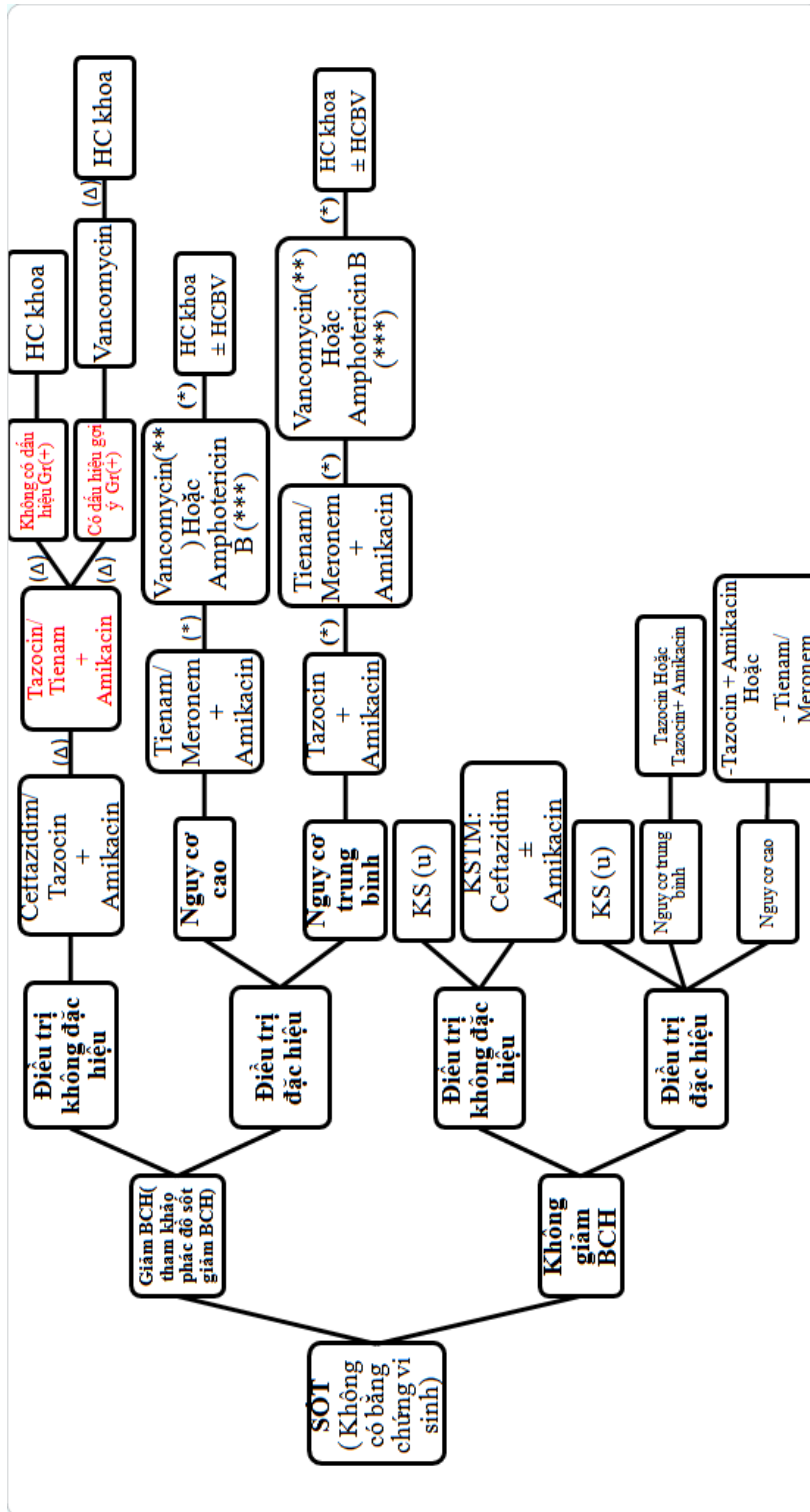 SỐT
( Không
có bằng
chứng vi
sinh)
Giảm BCH(
tham khảo
phác đồ sốt
giảm BCH)
Điều trị
không đặc
hiệu
Ceftazidim/
Tazocin
+
Amikacin
(Δ)
Tazocin/
Tienam
+
Amikacin
(Δ)
Không có dấu
hiệu Gr(+)
HC khoa
(Δ)
Có dấu hiệu gợi
ý Gr(+)
Vancomycin
(Δ)
HC khoa
Điều trị
đặc hiệu
Nguy cơ
cao
Tienam/
Meronem
+
Amikacin
(*)
Vancomycin(**
) Hoặc
Amphotericin
B (***)
(*)
HC khoa
± HCBV
Nguy cơ
trung
bình
Tazocin
+
Amikacin
(*)
Tienam/
Meronem
+
Amikacin
(*)
Vancomycin(**)
Hoặc
Amphotericin B
(***)
(*)
HC khoa
± HCBV
Không
giảm
BCH
Điều trị
không đặc
hiệu
KS (u)
KSTM:
Ceftazidim
±
Amikacin
Điều trị
đặc hiệu
KS (u)
Nguy cơ trung
bình
Tazocin Hoặc
Tazocin+ Amikacin
Nguy cơ cao
-Tazocin + Amikacin
Hoặc
- Tienam/
Meronem